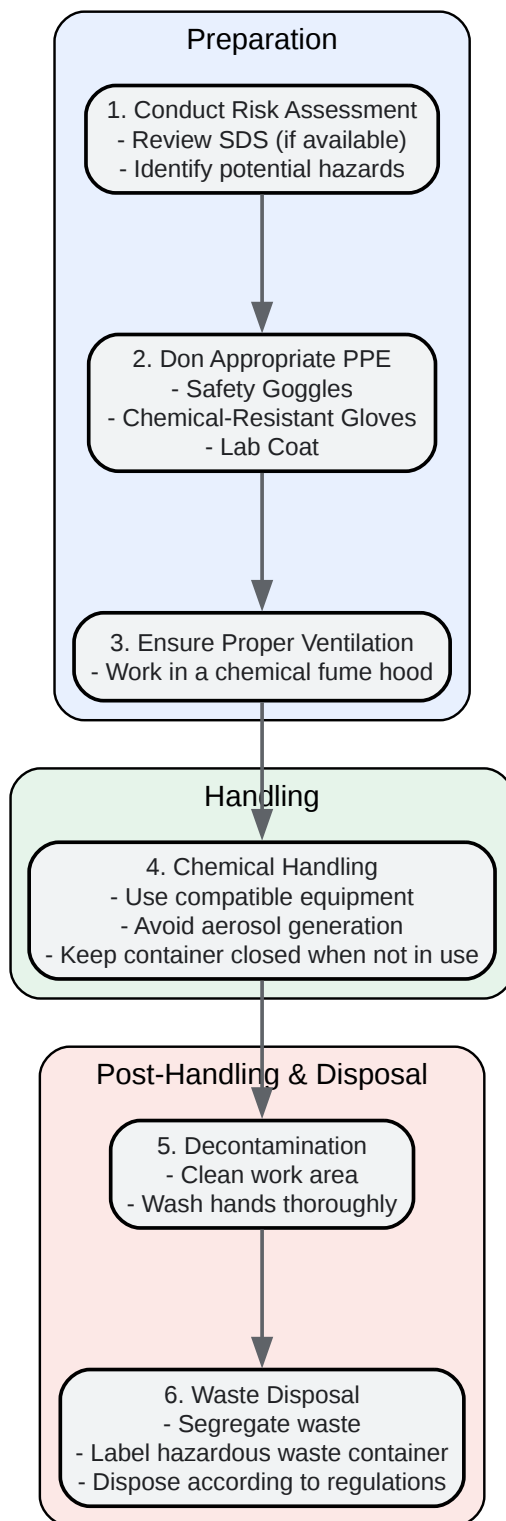 Preparation
1. Conduct Risk Assessment
- Review SDS (if available)
- Identify potential hazards
2. Don Appropriate PPE
- Safety Goggles
- Chemical-Resistant Gloves
- Lab Coat
3. Ensure Proper Ventilation
- Work in a chemical fume hood
Handling
4. Chemical Handling
- Use compatible equipment
- Avoid aerosol generation
- Keep container closed when not in use
Post-Handling & Disposal
5. Decontamination
- Clean work area
- Wash hands thoroughly
6. Waste Disposal
- Segregate waste
- Label hazardous waste container
- Dispose according to regulations